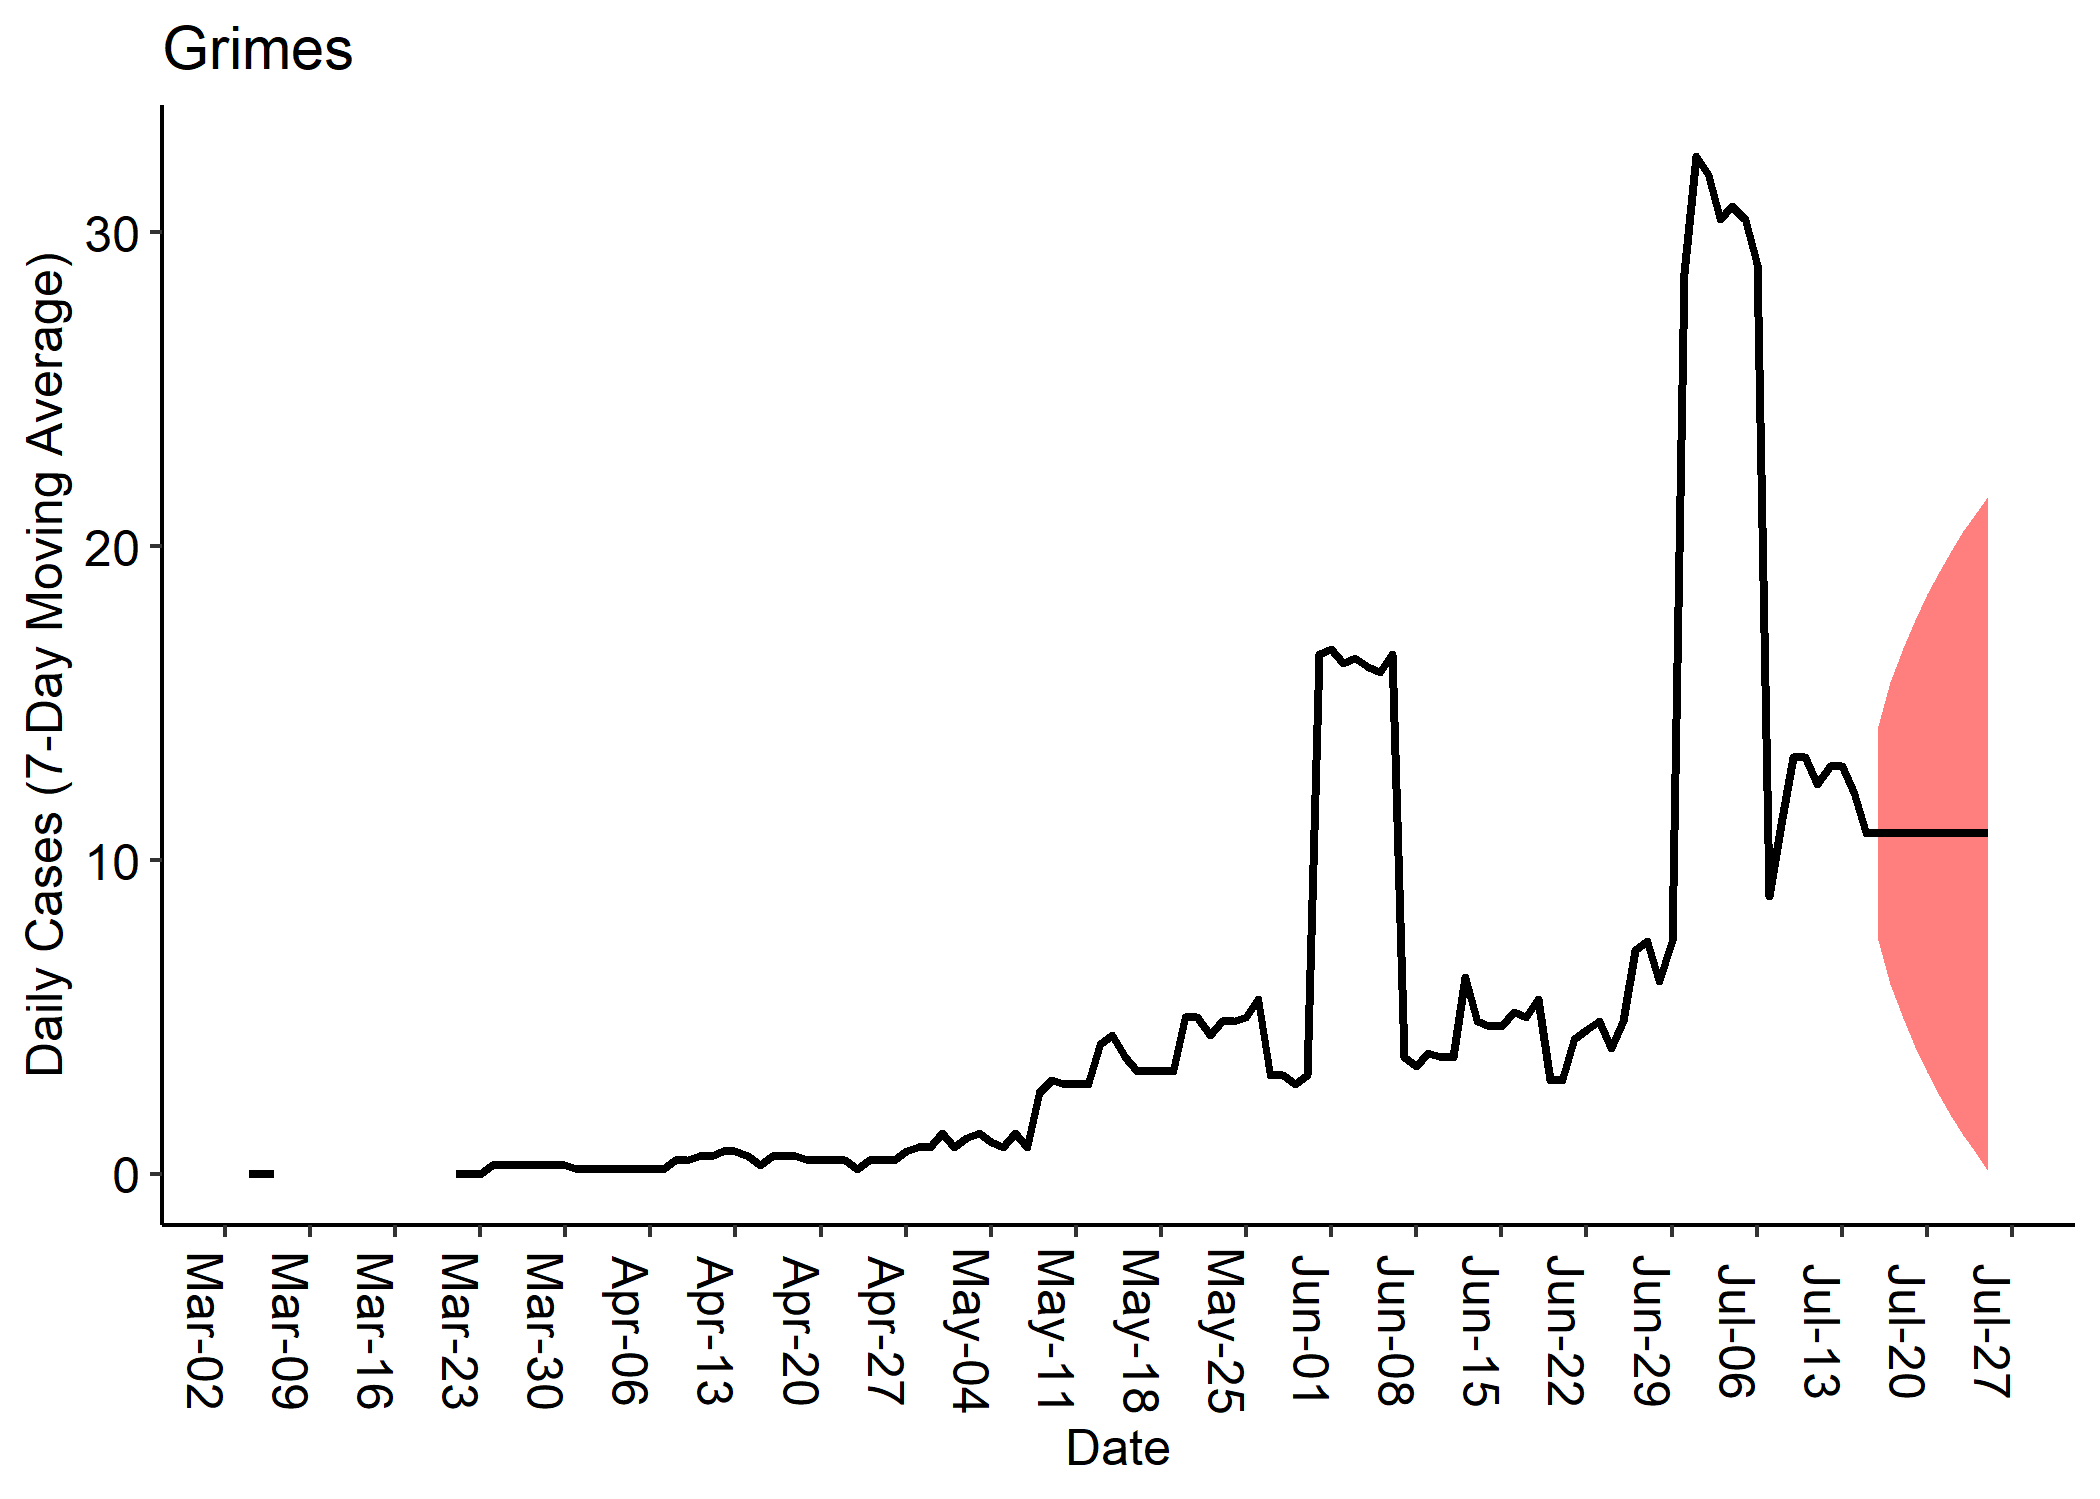 Grimes
Daily Cases (7-Day Moving Average)
30
20
10
0
Mar-02
Mar-09
Mar-16
Mar-23
Mar-30
Apr-06
Apr-13
Apr-20
Apr-27
May-04
May-11
May-18
May-25
Jun-01
Jun-08
Jun-15
Jun-22
Jun-29
Jul-06
Jul-13
Jul-20
Jul-27
Date